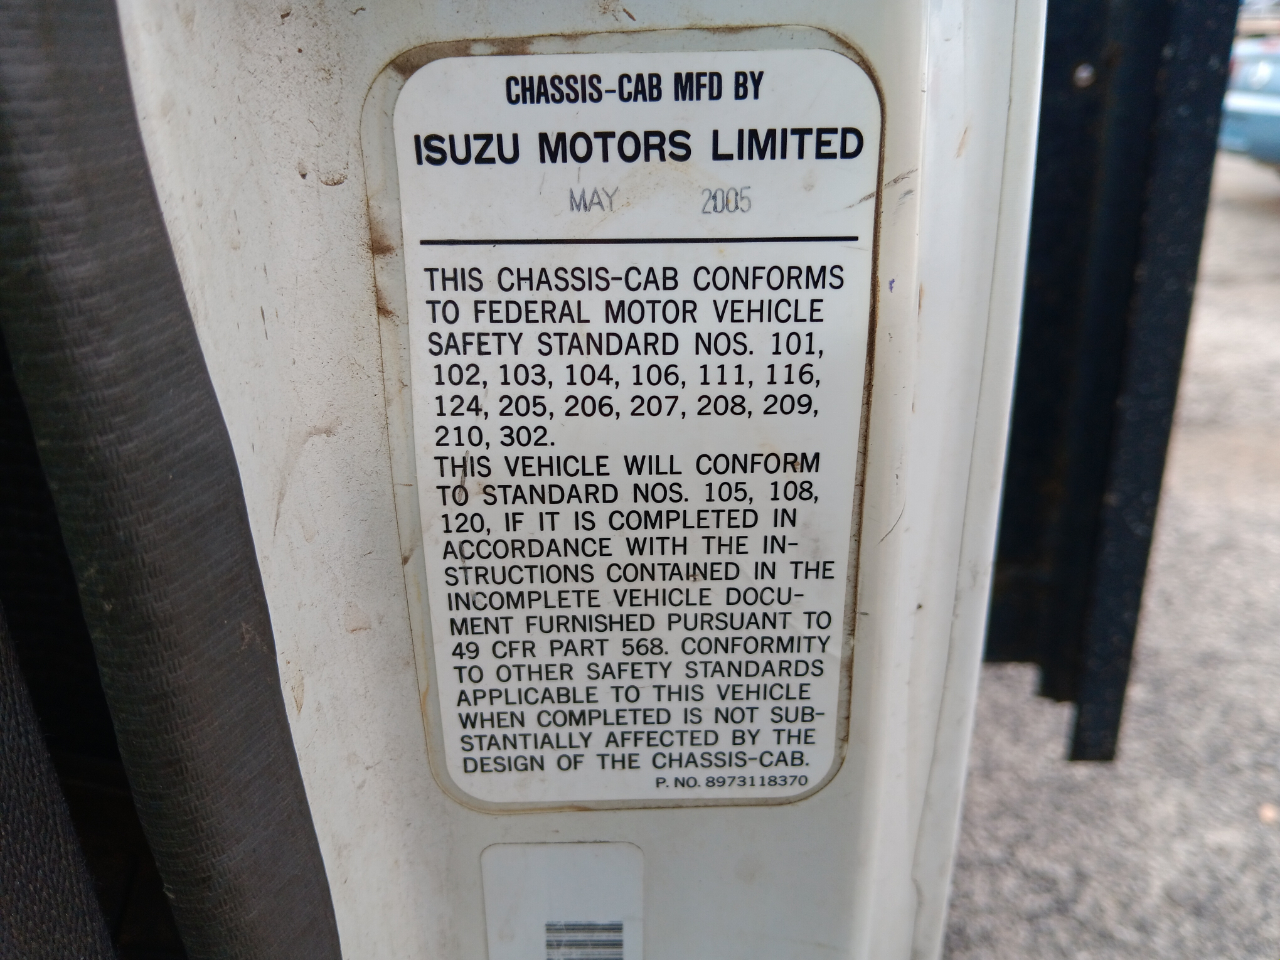 CHASSIS-CAB MFD BY
ISUZU MOTORS LIMITED
MAY 2005
THIS CHASSIS-CAB CONFORMS
TO FEDERAL MOTOR VEHICLE
SAFETY STANDARD NOS. 101,
102, 103, 104, 106, 111, 116,
124, 205, 206, 207, 208, 209,
210, 302.
THIS VEHICLE WILL CONFORM
TO STANDARD NOS. 105, 108,
120, IF IT IS COMPLETED IN
ACCORDANCE WITH THE IN-
STRUCTIONS CONTAINED IN THE
INCOMPLETE VEHICLE DOCU-
MENT FURNISHED PURSUANT TO
49 CFR PART 568. CONFORMITY
TO OTHER SAFETY STANDARDS
APPLICABLE TO THIS VEHICLE
WHEN COMPLETED IS NOT SUB-
STANTIALLY AFFECTED BY THE
DESIGN OF THE CHASSIS-CAB.
P. NO. 8973118370